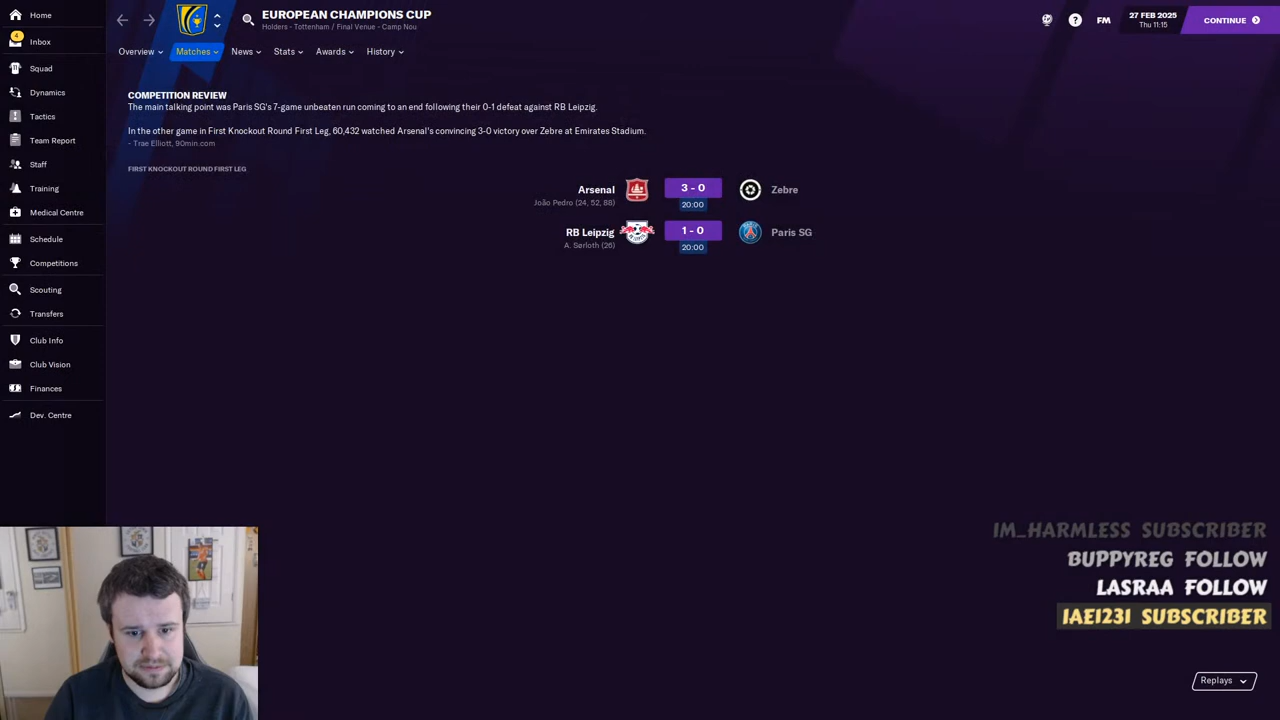 Home
4
Inbox
Squad
Dynamics
Tactics
Team Report
Staff
Training
Medical Centre
Schedule
Competitions
Scouting
Transfers
Club Info
Club Vision
Finances
Dev. Centre
EUROPEAN CHAMPIONS CUP
Holders - Tottenham / Final Venue - Camp Nou
?
FM
27 FEB 2025
Thu 11:15
CONTINUE
Overview
Matches
News
Stats
Awards
History
COMPETITION REVIEW
The main talking point was Paris SG's 7-game unbeaten run coming to an end following their 0-1 defeat against RB Leipzig.
In the other game in First Knockout Round First Leg, 60,432 watched Arsenal's convincing 3-0 victory over Zebre at Emirates Stadium.
- Trae Elliott, 90min.com
FIRST KNOCKOUT ROUND FIRST LEG
Arsenal 3 - 0 Zebre
João Pedro (24, 52, 88) 20:00
RB Leipzig 1 - 0 Paris SG
A. Sørloth (26) 20:00
IM_HARMLESS SUBSCRIBER
BUPPYREG FOLLOW
LASRAA FOLLOW
IAE1231 SUBSCRIBER
Replays